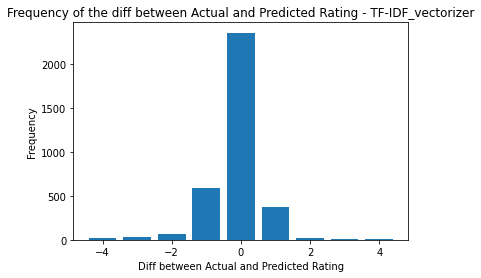 Frequency of the diff between Actual and Predicted Rating - TF-IDF_vectorizer
2000
1500
1000
500
0
Frequency
−4 −2 0 2 4
Diff between Actual and Predicted Rating